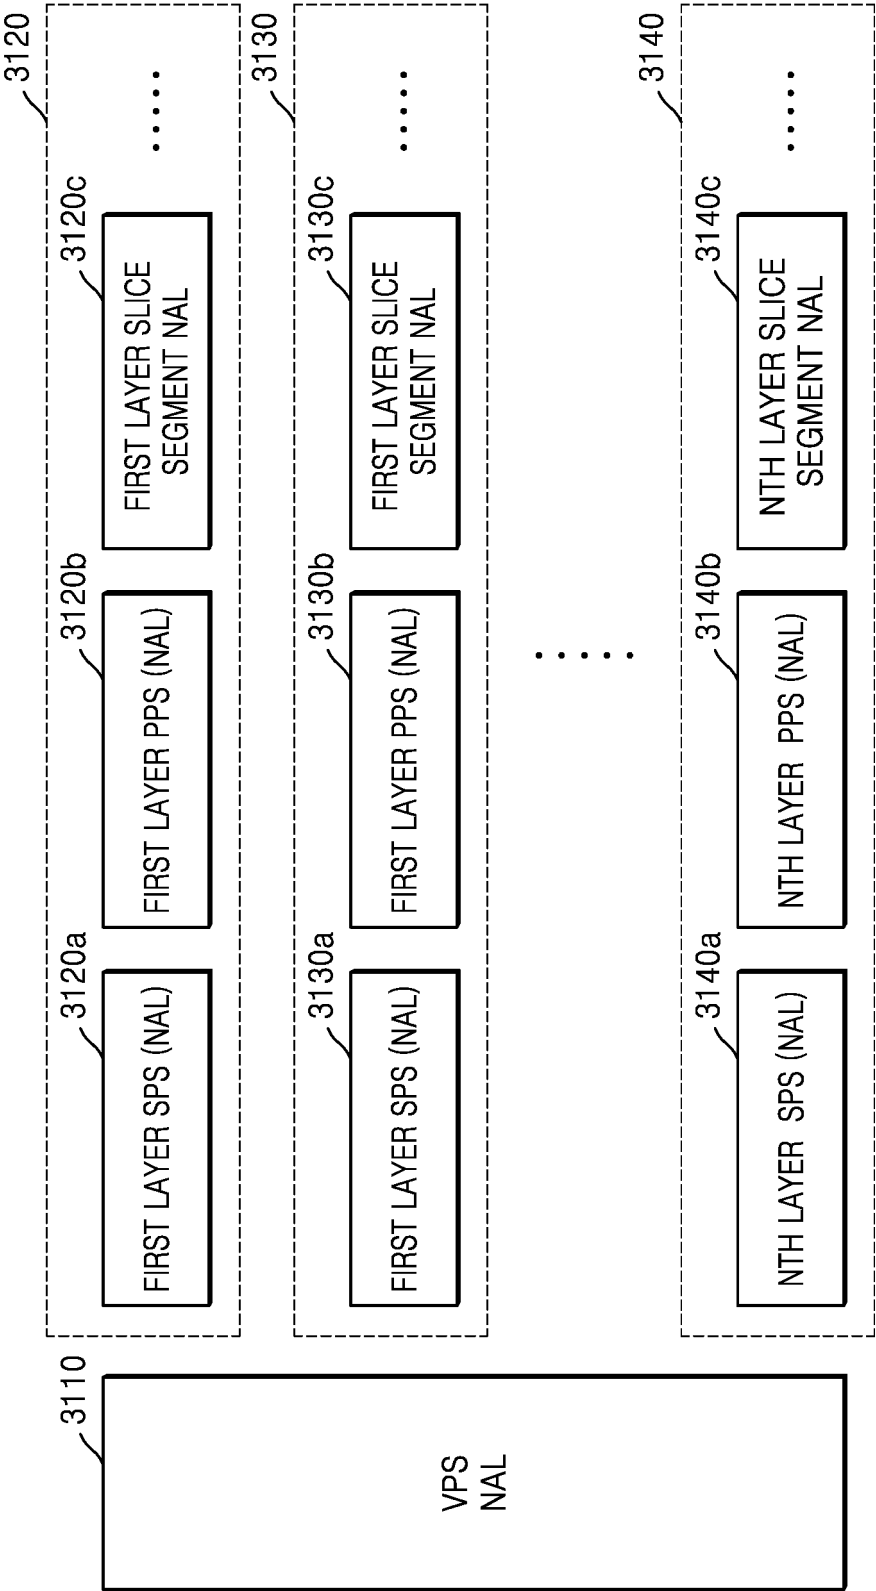 3110
VPS
NAL
3120
3120a
FIRST LAYER SPS (NAL)
3120b
FIRST LAYER PPS (NAL)
3120c
FIRST LAYER SLICE
SEGMENT NAL
.....
3130
3130a
FIRST LAYER SPS (NAL)
3130b
FIRST LAYER PPS (NAL)
3130c
FIRST LAYER SLICE
SEGMENT NAL
.....
.....
3140
3140a
NTH LAYER SPS (NAL)
3140b
NTH LAYER PPS (NAL)
3140c
NTH LAYER SLICE
SEGMENT NAL
.....